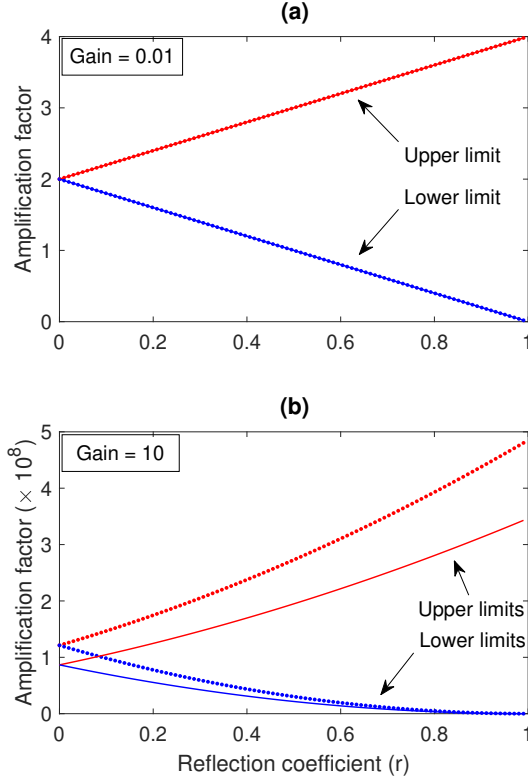 (a)
Gain = 0.01
Amplification factor
4
3
2
1
0
Upper limit
Lower limit
0 0.2 0.4 0.6 0.8 1
(b)
Gain = 10
Amplification factor (× 10^8)
5
4
3
2
1
0
Upper limits
Lower limits
0 0.2 0.4 0.6 0.8 1
Reflection coefficient (r)